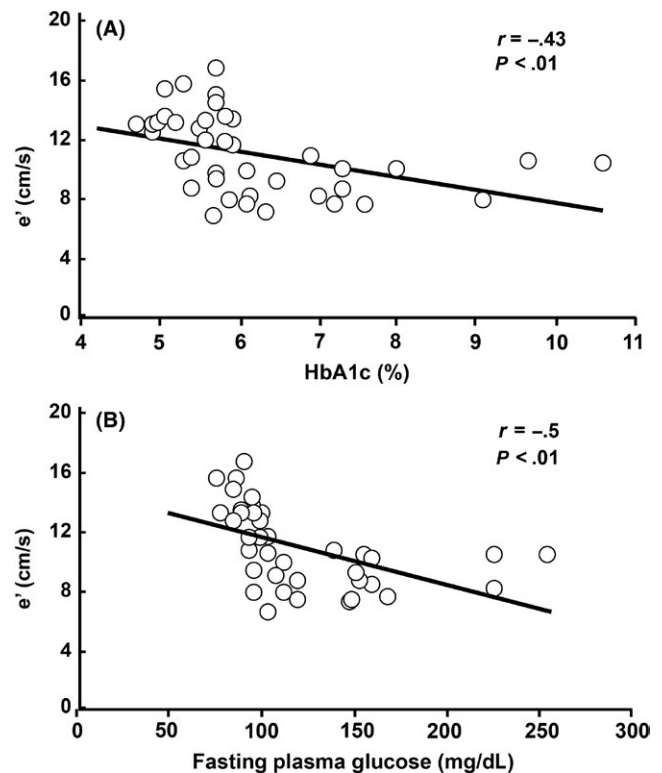 (A)
r = –.43
P < .01
20
16
12
8
4
0
e' (cm/s)
4 5 6 7 8 9 10 11
HbA1c (%)
(B)
r = –.5
P < .01
20
16
12
8
4
0
e' (cm/s)
0 50 100 150 200 250 300
Fasting plasma glucose (mg/dL)